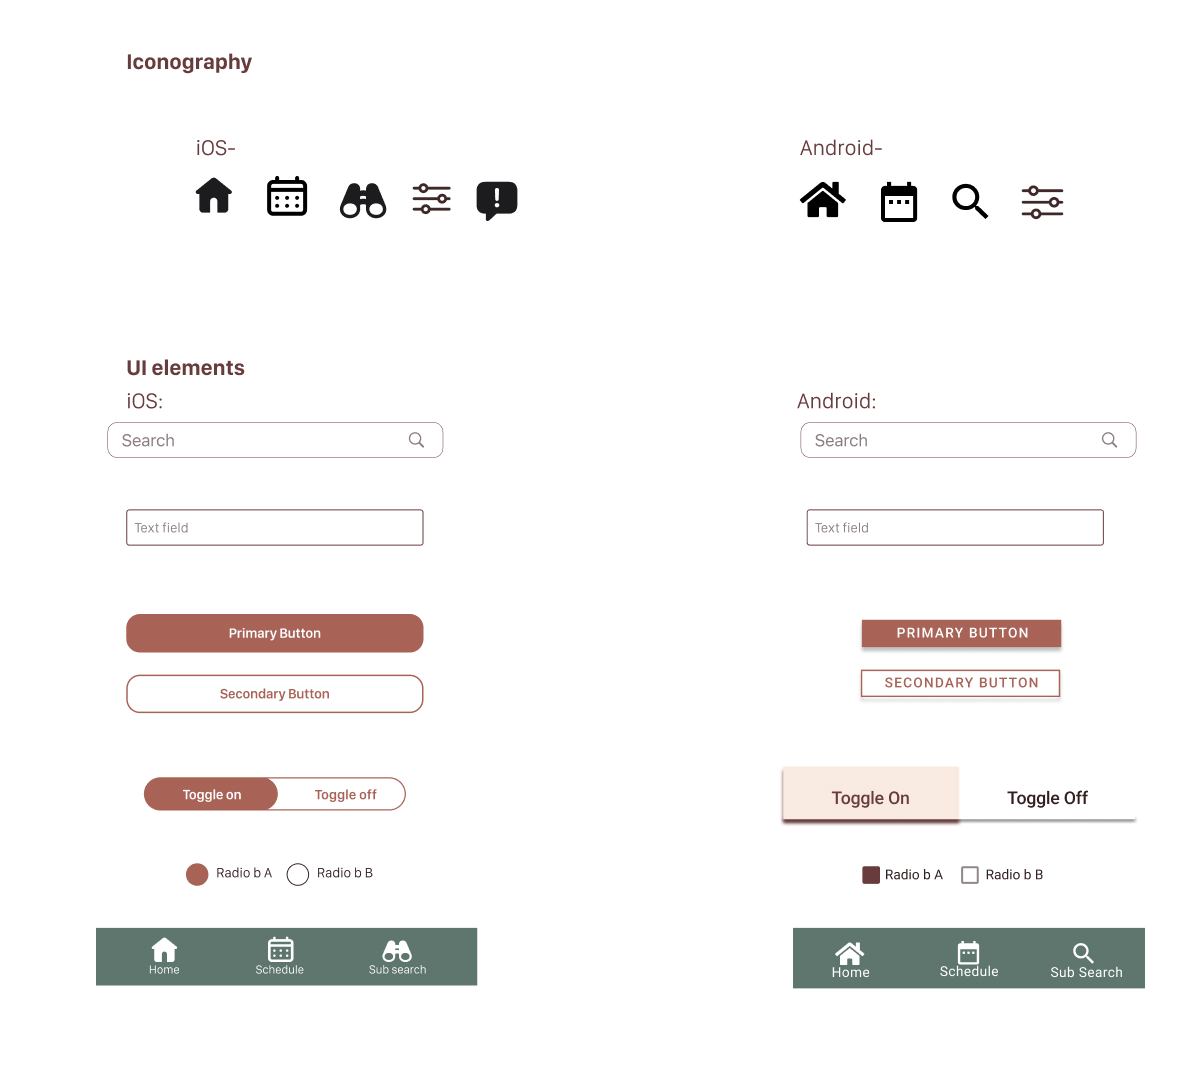 Iconography
iOS-
Android-
UI elements
iOS:
Android:
Search
Search
Text field
Text field
Primary Button
PRIMARY BUTTON
Secondary Button
SECONDARY BUTTON
Toggle on
Toggle off
Toggle On
Toggle Off
Radio b A
Radio b B
Radio b A
Radio b B
Home
Schedule
Sub search
Home
Schedule
Sub Search